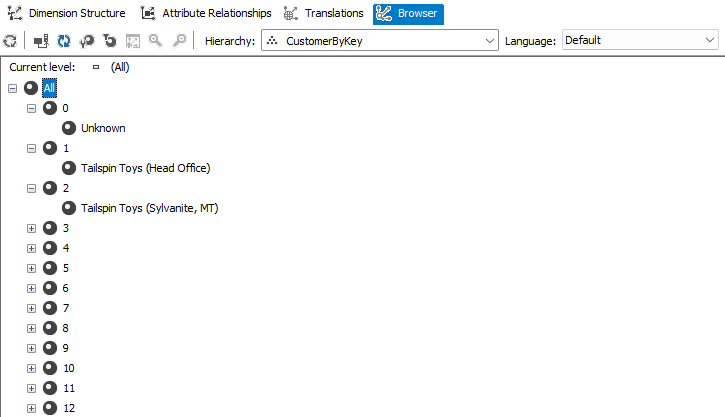 Dimension Structure Attribute Relationships Translations Browser
Hierarchy: CustomerByKey Language: Default
Current level: (All)
All
0
Unknown
1
Tailspin Toys (Head Office)
2
Tailspin Toys (Sylvanite, MT)
3
4
5
6
7
8
9
10
11
12